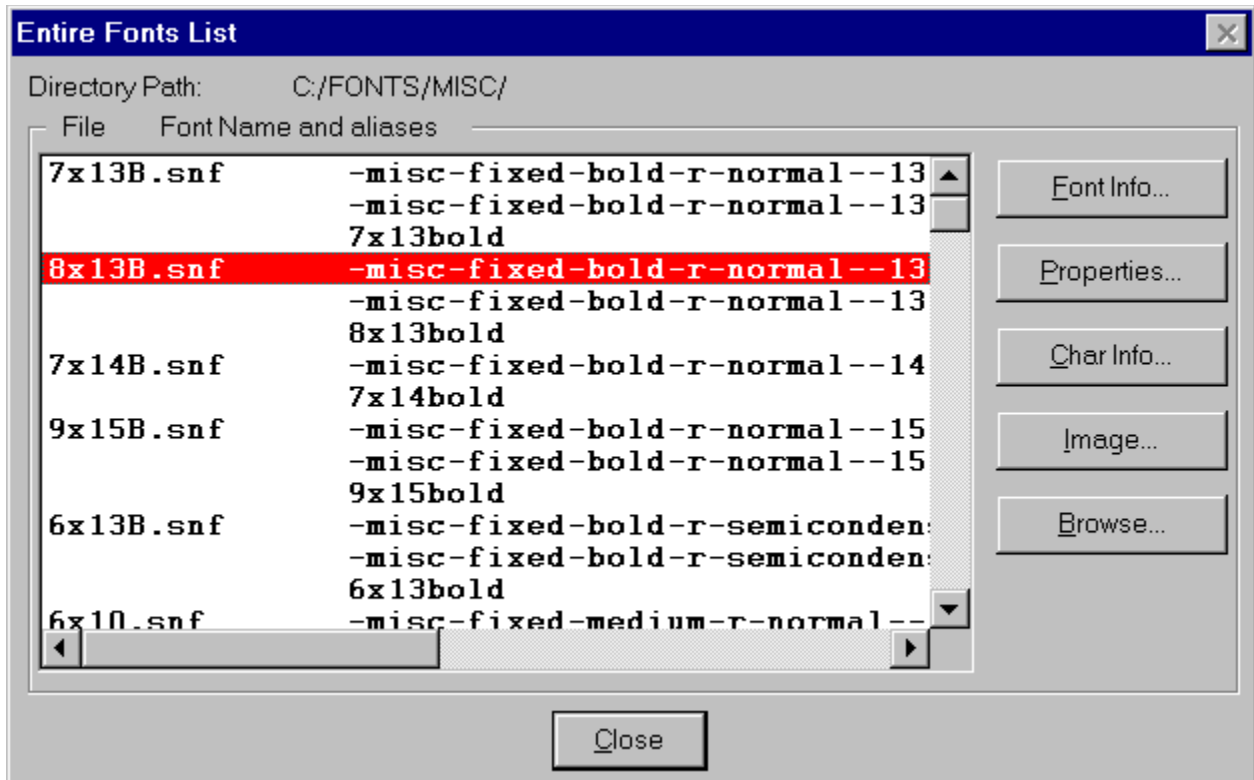 Entire Fonts List
Directory Path: C:/FONTS/MISC/
File Font Name and aliases
7x13B.snf -misc-fixed-bold-r-normal--13
-misc-fixed-bold-r-normal--13
7x13bold
8x13B.snf -misc-fixed-bold-r-normal--13
-misc-fixed-bold-r-normal--13
8x13bold
7x14B.snf -misc-fixed-bold-r-normal--14
7x14bold
9x15B.snf -misc-fixed-bold-r-normal--15
-misc-fixed-bold-r-normal--15
9x15bold
6x13B.snf -misc-fixed-bold-r-semiconden
-misc-fixed-bold-r-semiconden
6x13bold
6x10.snf -misc-fixed-medium-r-normal--
Font Info...
Properties...
Char Info...
Image...
Browse...
Close